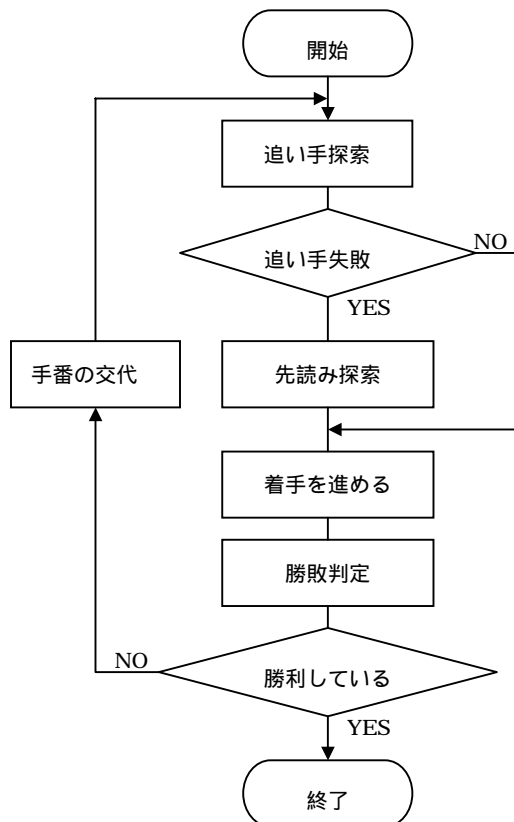 開始
追い手探索
追い手失敗
NO
YES
手番の交代
先読み探索
着手を進める
勝敗判定
NO
勝利している
YES
終了